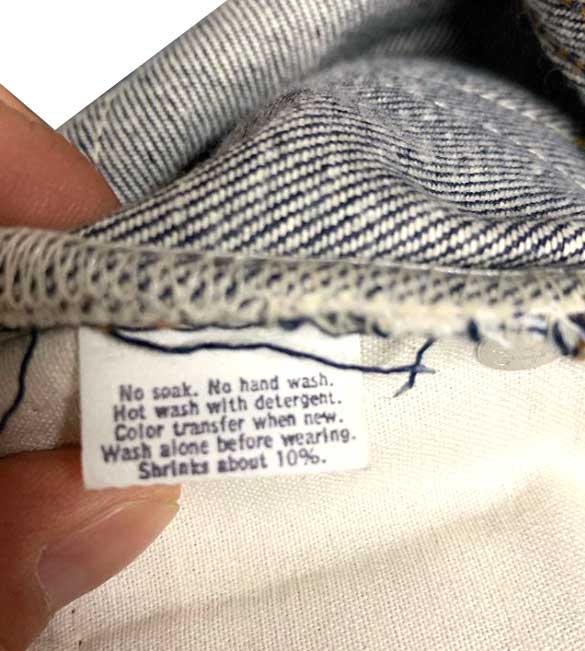 No soak. No hand wash.
Hot wash with detergent.
Color transfer when new.
Wash alone before wearing.
Shrinks about 10%.